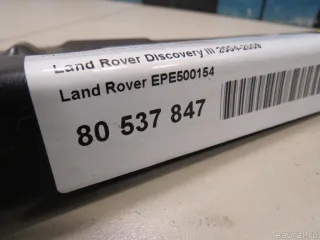 Land Rover Discovery III 2004-2009
Land Rover EPE500154
80 537 847